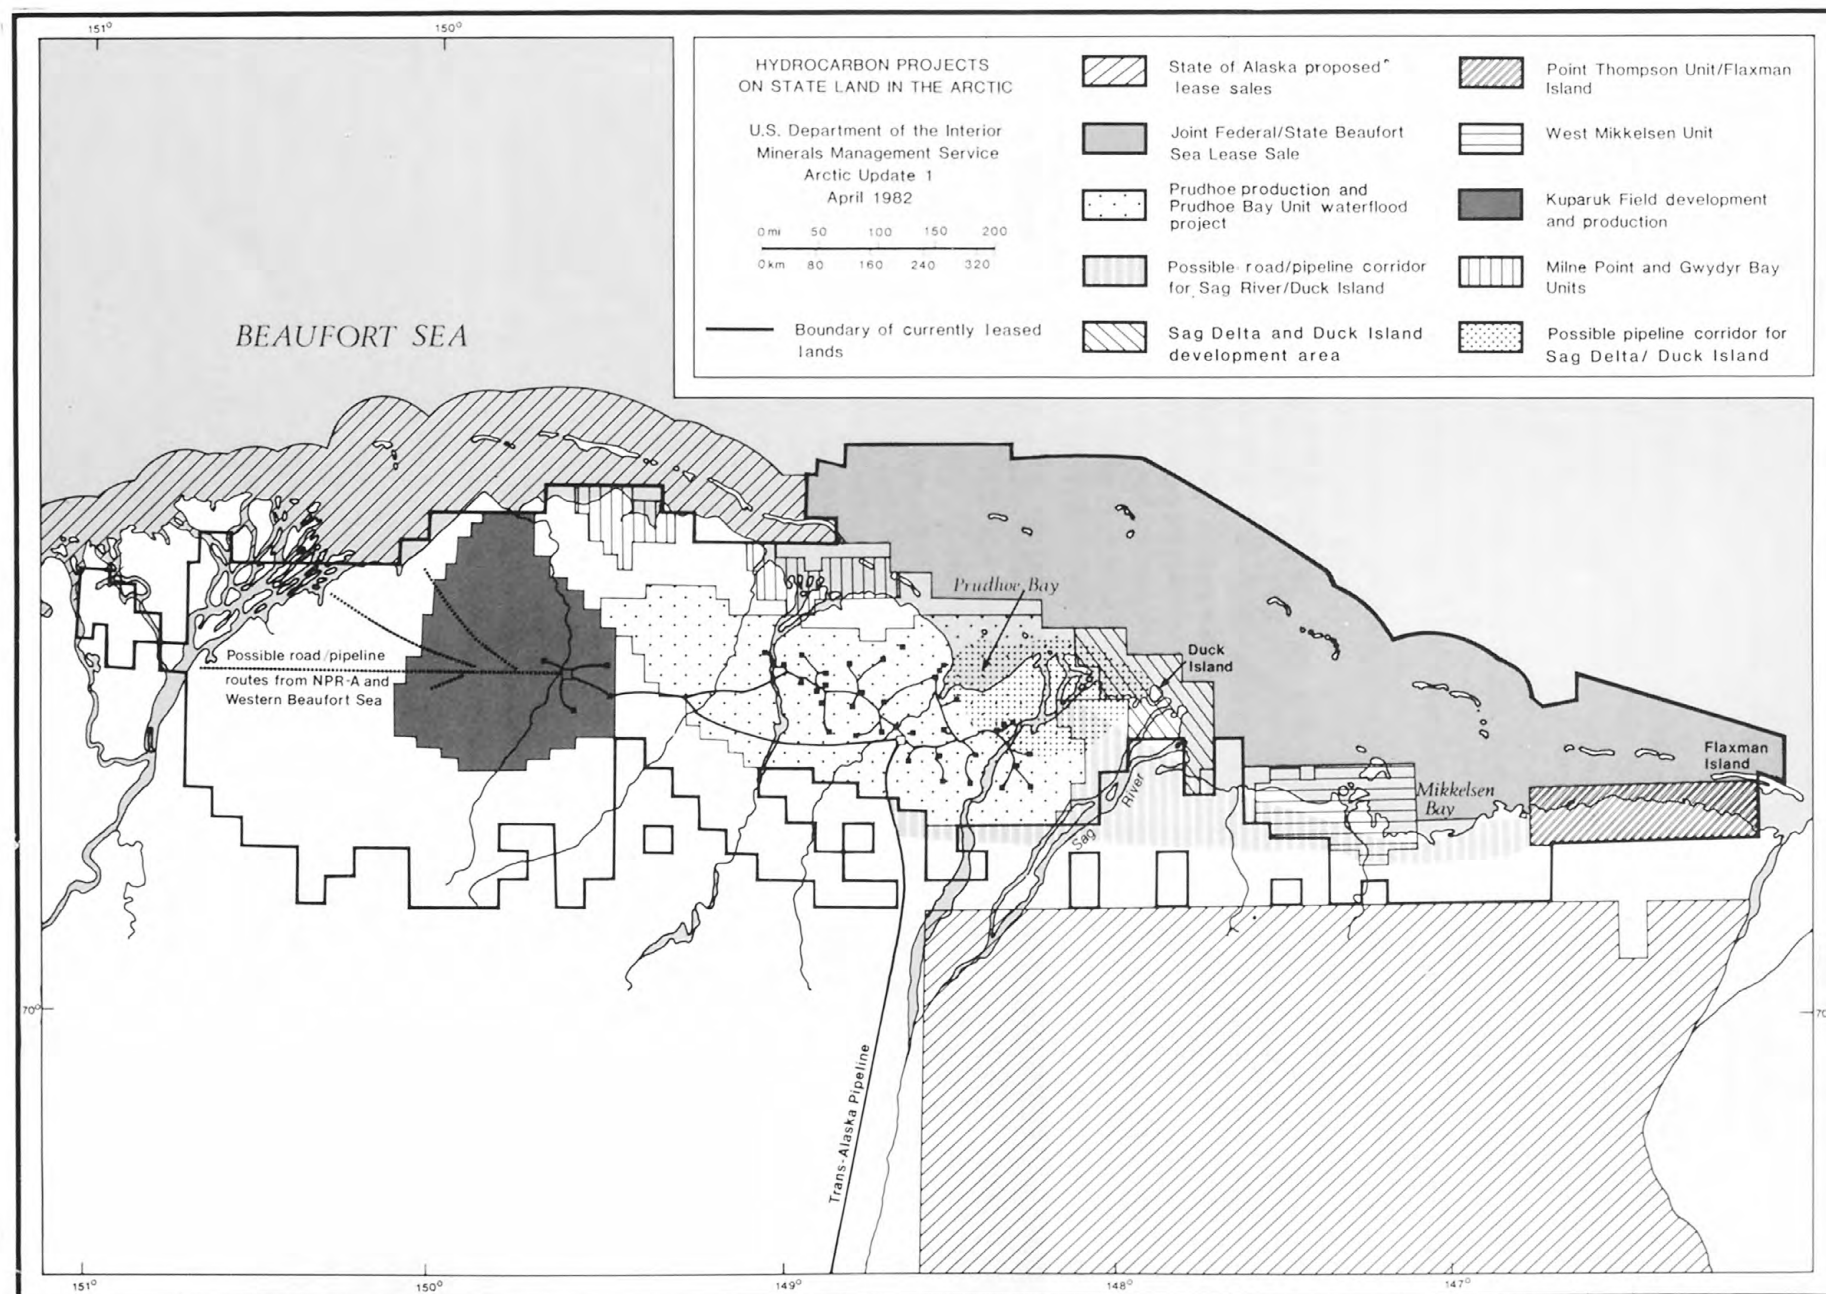 151°
150°
HYDROCARBON PROJECTS
ON STATE LAND IN THE ARCTIC
U.S. Department of the Interior
Minerals Management Service
Arctic Update 1
April 1982
0mi 50 100 150 200
0km 80 160 240 320
Boundary of currently leased
lands
State of Alaska proposed
lease sales
Joint Federal/State Beaufort
Sea Lease Sale
Prudhoe production and
Prudhoe Bay Unit waterflood
project
Possible road/pipeline corridor
for Sag River/Duck Island
Sag Delta and Duck Island
development area
Point Thompson Unit/Flaxman
Island
West Mikkelsen Unit
Kuparuk Field development
and production
Milne Point and Gwydyr Bay
Units
Possible pipeline corridor for
Sag Delta/ Duck Island
BEAUFORT SEA
Prudhoe Bay
Duck
Island
Possible road/pipeline
routes from NPR-A and
Western Beaufort Sea
Flaxman
Island
Mikkelsen
Bay
Sag River
70°
70
Trans-Alaska Pipeline
151°
150°
149°
148°
147°